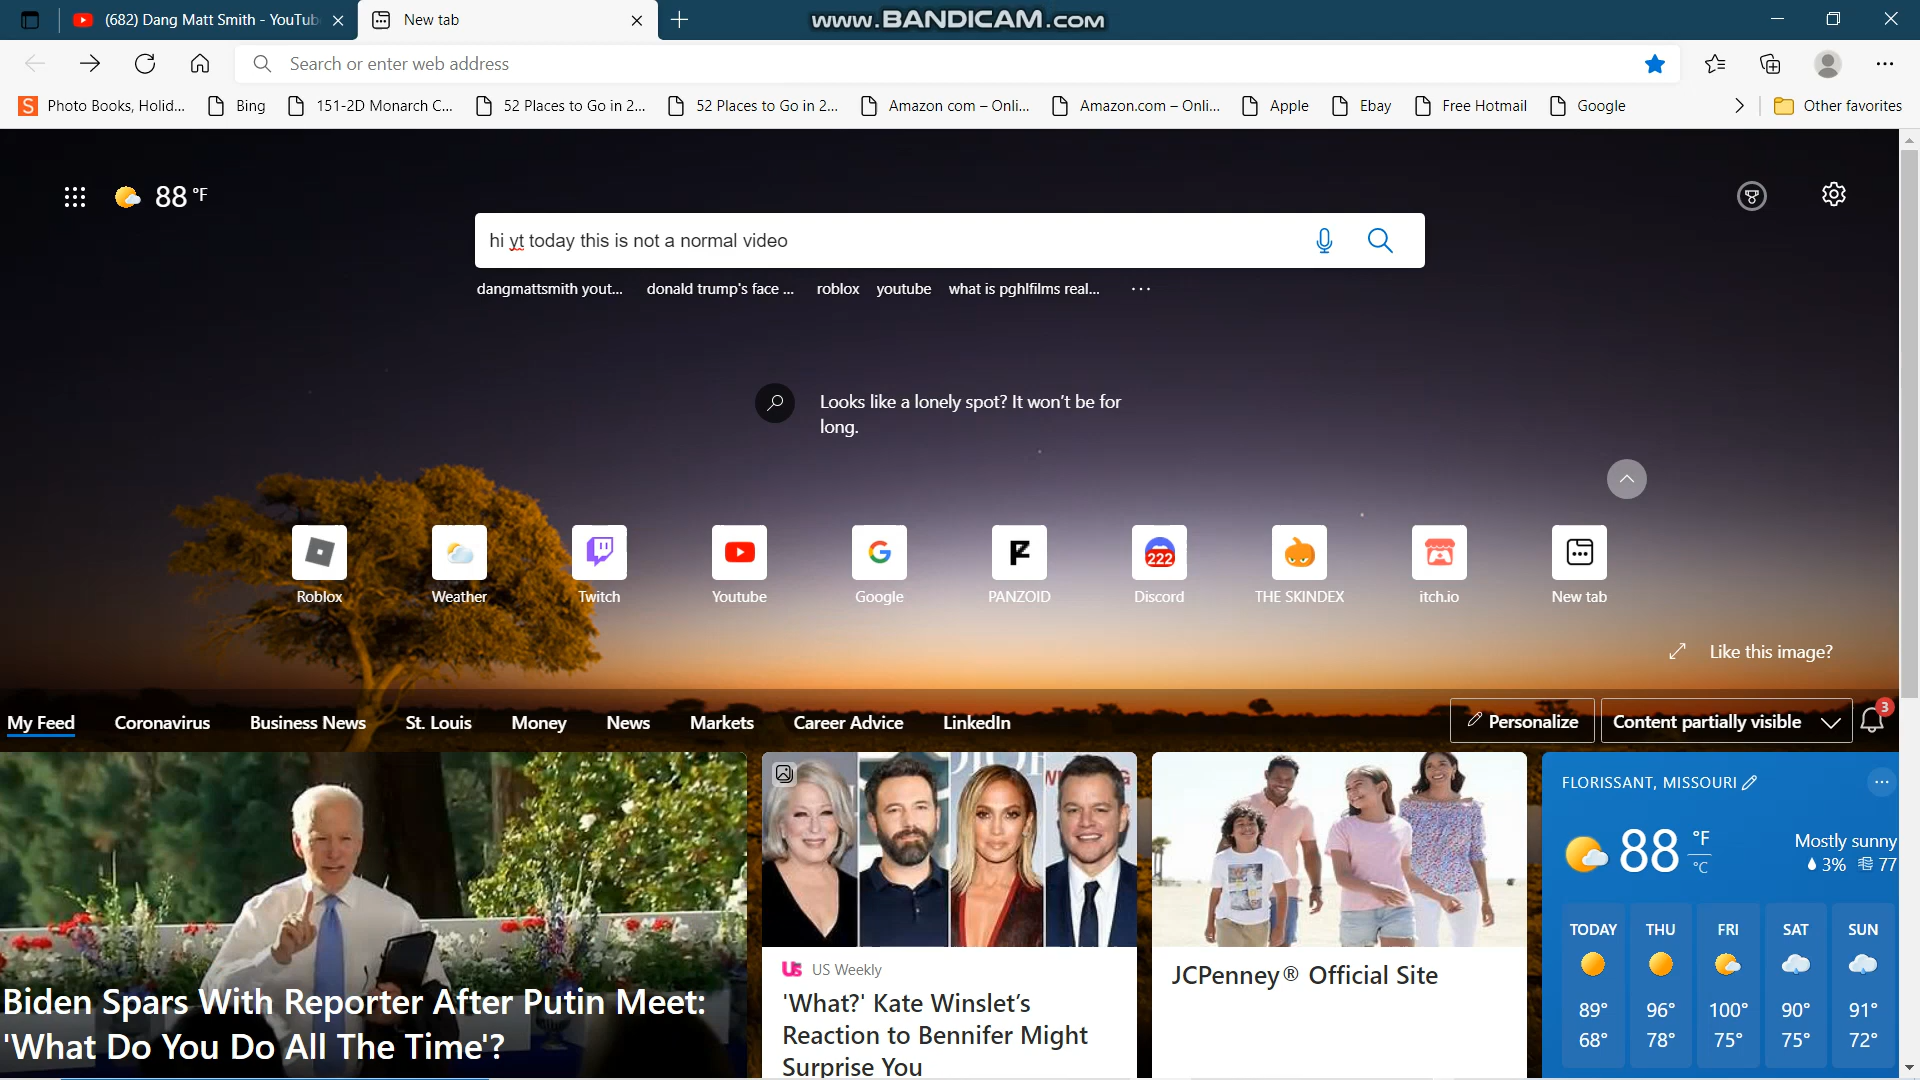 (682) Dang Matt Smith - YouTub
New tab
www.BANDICAM.com
Search or enter web address
Photo Books, Holid...
Bing
151-2D Monarch C...
52 Places to Go in 2...
52 Places to Go in 2...
Amazon com – Onli...
Amazon.com – Onli...
Apple
Ebay
Free Hotmail
Google
Other favorites
88 °F
hi yt today this is not a normal video
dangmattsmith yout...
donald trump's face ...
roblox
youtube
what is pghlfilms real...
Looks like a lonely spot? It won't be for
long.
222
Roblox
Weather
Twitch
Youtube
Google
PANZOID
Discord
THE SKINDEX
itch.io
New tab
Like this image?
My Feed
Coronavirus
Business News
St. Louis
Money
News
Markets
Career Advice
LinkedIn
Personalize
Content partially visible
3
Biden Spars With Reporter After Putin Meet:
'What Do You Do All The Time'?
Us US Weekly
'What?' Kate Winslet's
Reaction to Bennifer Might
Surprise You
JCPenney® Official Site
FLORISSANT, MISSOURI
88 °F
°C
Mostly sunny
3% 77
TODAY THU FRI SAT SUN
89° 96° 100° 90° 91°
68° 78° 75° 75° 72°